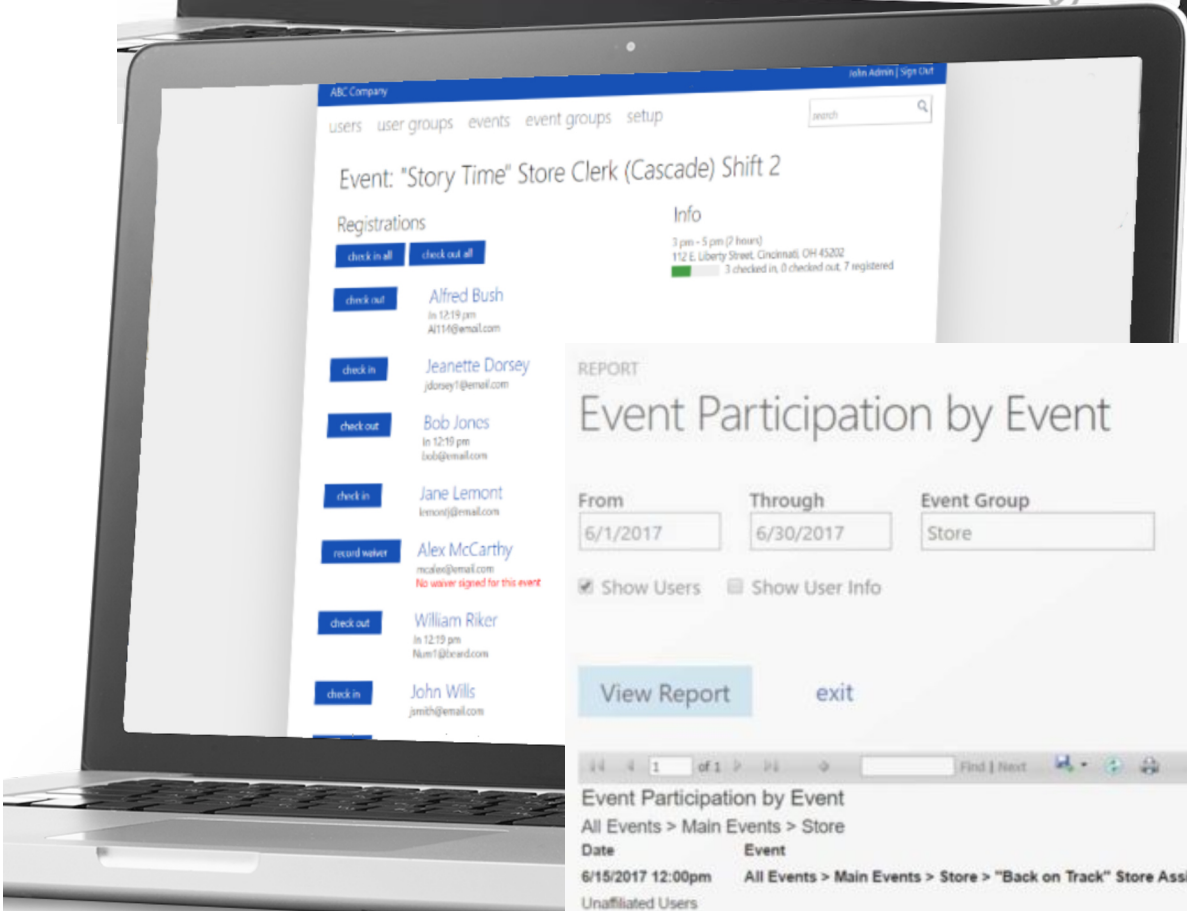 ABC Company
John Admin | Sign Out
users user groups events event groups setup
search
Event: "Story Time" Store Clerk (Cascade) Shift 2
Registrations
check in all check out all
Info
3 pm - 5 pm (2 hours)
112 E. Liberty Street, Cincinnati, OH 45202
3 checked in, 0 checked out, 7 registered
check out Alfred Bush
In 12:19 pm
Al114@email.com
check in Jeanette Dorsey
jdorsey1@email.com
check out Bob Jones
In 12:19 pm
bob@email.com
check in Jane Lemont
lemontj@email.com
record waiver Alex McCarthy
mcalex@email.com
No waiver signed for this event
check out William Riker
In 12:19 pm
Num1@beard.com
check in John Wills
jsmith@email.com
REPORT
Event Participation by Event
From Through Event Group
6/1/2017 6/30/2017 Store
Show Users Show User Info
View Report exit
1 of 1 Find | Next
Event Participation by Event
All Events > Main Events > Store
Date Event
6/15/2017 12:00pm All Events > Main Events > Store > "Back on Track" Store Assi
Unaffiliated Users